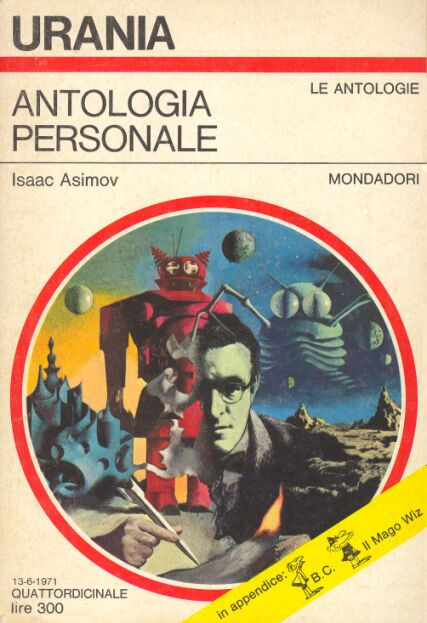 URANIA
LE ANTOLOGIE
ANTOLOGIA
PERSONALE
Isaac Asimov
MONDADORI
13-6-1971
QUATTORDICINALE
lire 300
in appendice:
B.C.
Il Mago Wiz